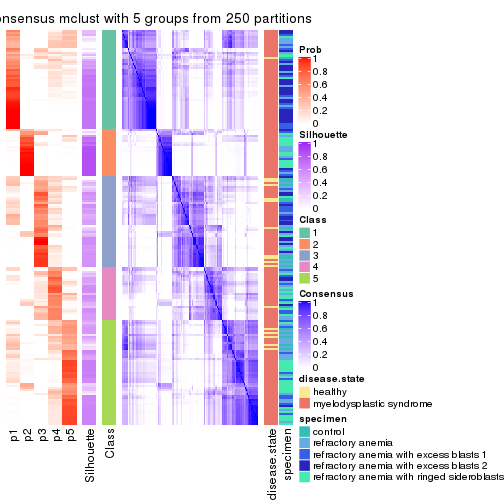 onsensus mclust with 5 groups from 250 partitions
Prob
1
0.8
0.6
0.4
0.2
0
Silhouette
1
0.8
0.6
0.4
0.2
0
Class
1
2
3
4
5
Consensus
1
0.8
0.6
0.4
0.2
0
disease.state
healthy
myelodysplastic syndrome
specimen
control
refractory anemia
refractory anemia with excess blasts 1
refractory anemia with excess blasts 2
refractory anemia with ringed sideroblasts
p1
p2
p3
p4
p5
Silhouette
Class
disease.state
specimen